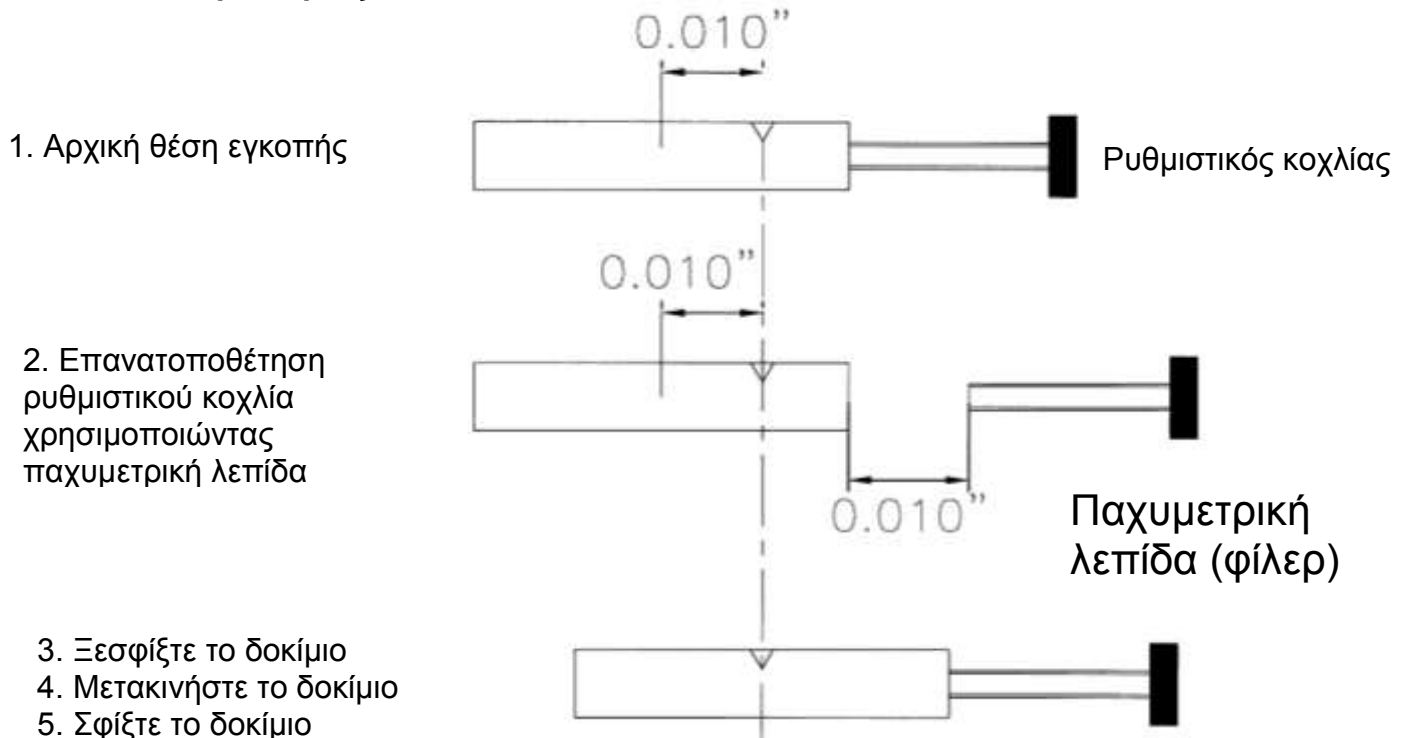 0.010”
1. Αρχική θέση εγκοπής
Ρυθμιστικός κοχλίας
0.010”
2. Επανατοποθέτηση
ρυθμιστικού κοχλία
χρησιμοποιώντας
παχυμετρική λεπίδα
0.010”
Παχυμετρική
λεπίδα (φίλερ)
3. Ξεσφίξτε το δοκίμιο
4. Μετακινήστε το δοκίμιο
5. Σφίξτε το δοκίμιο